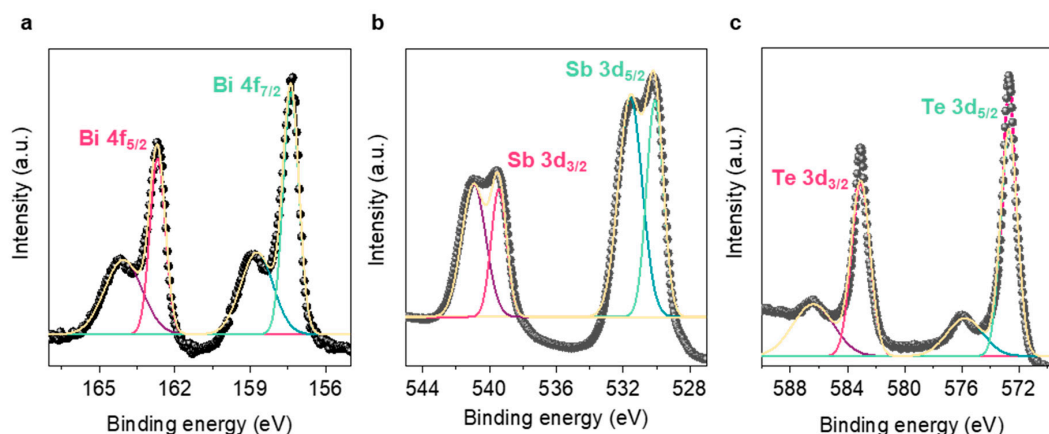 a
Intensity (a.u.)
Bi 4f5/2
Bi 4f7/2
165 162 159 156
Binding energy (eV)
b
Intensity (a.u.)
Sb 3d3/2
Sb 3d5/2
544 540 536 532 528
Binding energy (eV)
c
Intensity (a.u.)
Te 3d3/2
Te 3d5/2
588 584 580 576 572
Binding energy (eV)